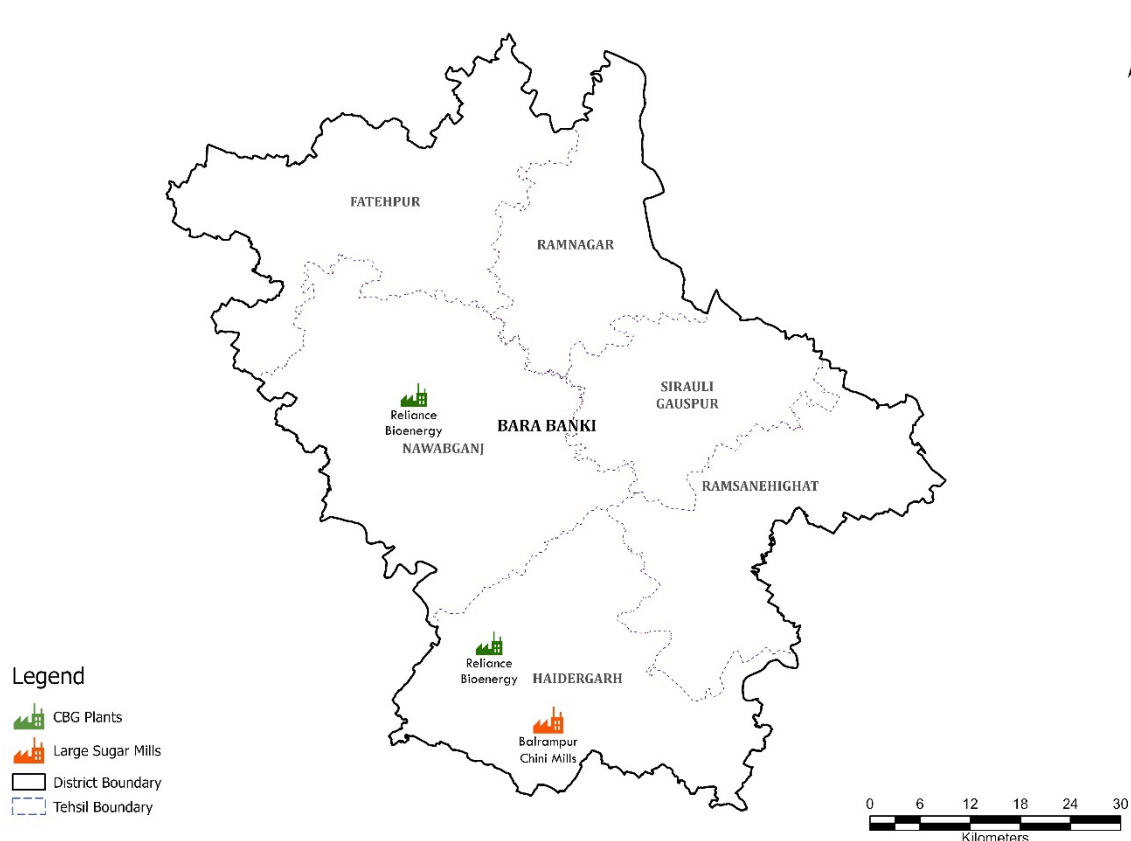 FATEHPUR
RAMNAGAR
SIRAULI
GAUSPUR
Reliance
Bioenergy
NAWABGANJ
BARA BANKI
RAMSANEHIGHAT
Reliance
Bioenergy
HAIDERGARH
Balrampur
Chini Mills
Legend
CBG Plants
Large Sugar Mills
District Boundary
Tehsil Boundary
0 6 12 18 24 30
Kilometers